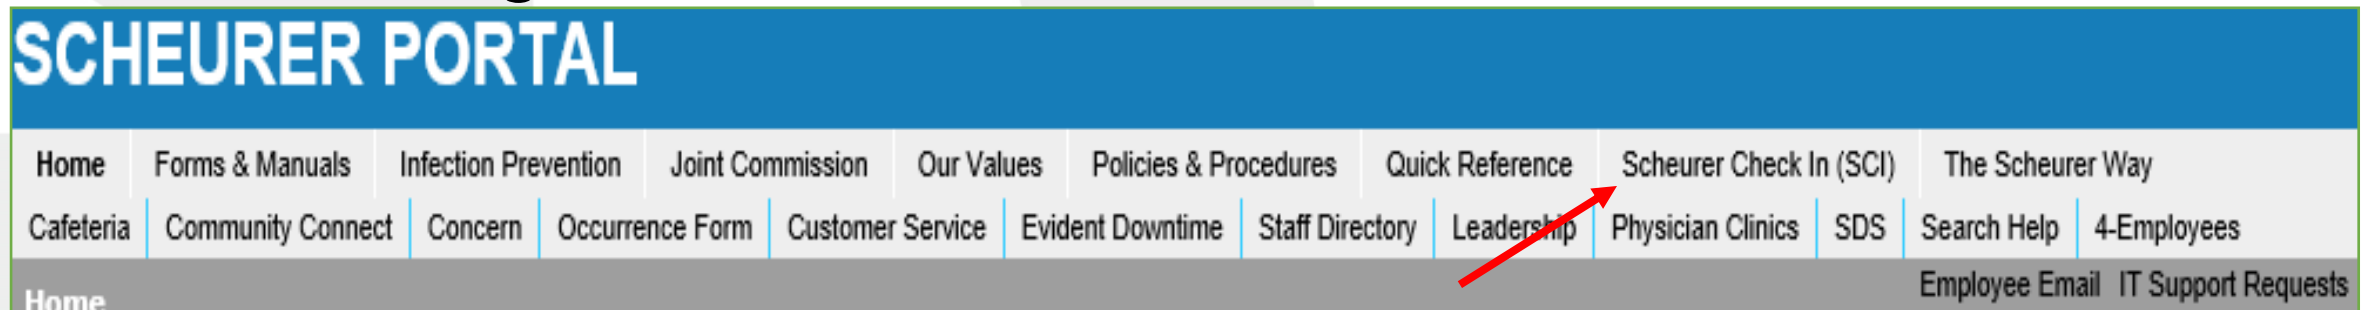 SCHEURER PORTAL
Home Forms & Manuals Infection Prevention Joint Commission Our Values Policies & Procedures Quick Reference Scheurer Check In (SCI) The Scheurer Way
Cafeteria Community Connect Concern Occurrence Form Customer Service Evident Downtime Staff Directory Leadership Physician Clinics SDS Search Help 4-Employees
Employee Email IT Support Requests
Home